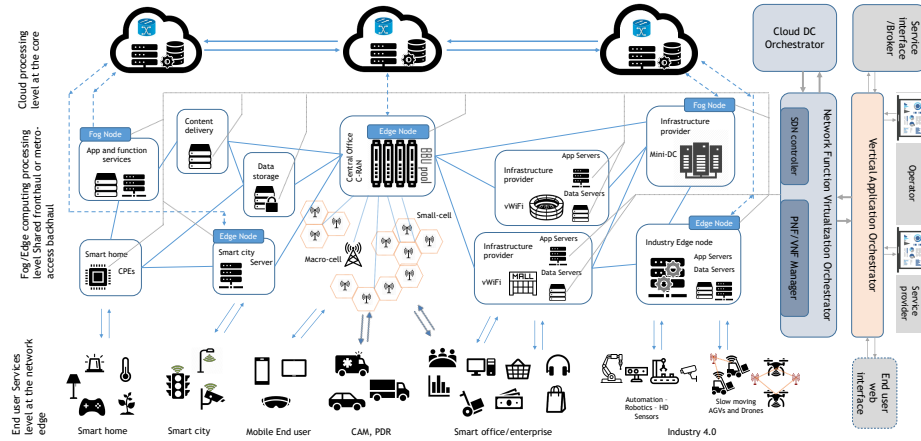 Cloud processing
level at the core
Cloud DC
Orchestrator
Service
interface
/Broker
Fog/Edge computing processing
level Shared fronthaul or metro-
access backhaul
Fog Node
App and function
services
Content
delivery
Data
storage
Central Office
C-RAN
Edge Node
BBU pool
Infrastructure
provider
App Servers
Data Servers
vWiFi
Fog Node
Infrastructure
provider
Mini-DC
Smart home
CPEs
Edge Node
Smart city
Server
Macro-cell
Small-cell
Infrastructure
provider
App Servers
Data Servers
vWiFi
MALL
Edge Node
Industry Edge node
App Servers
Data Servers
SDN controller
PNF/VNF Manager
Network Function Virtualization Orchestrator
Vertical Application Orchestrator
Operator
Service
provider
End user
web
interface
End user Services
level at the network
edge
Smart home
Smart city
Mobile End user
CAM, PDR
Smart office/enterprise
Automation -
Robotics - HD
Sensors
Slow moving
AGVs and Drones
Industry 4.0